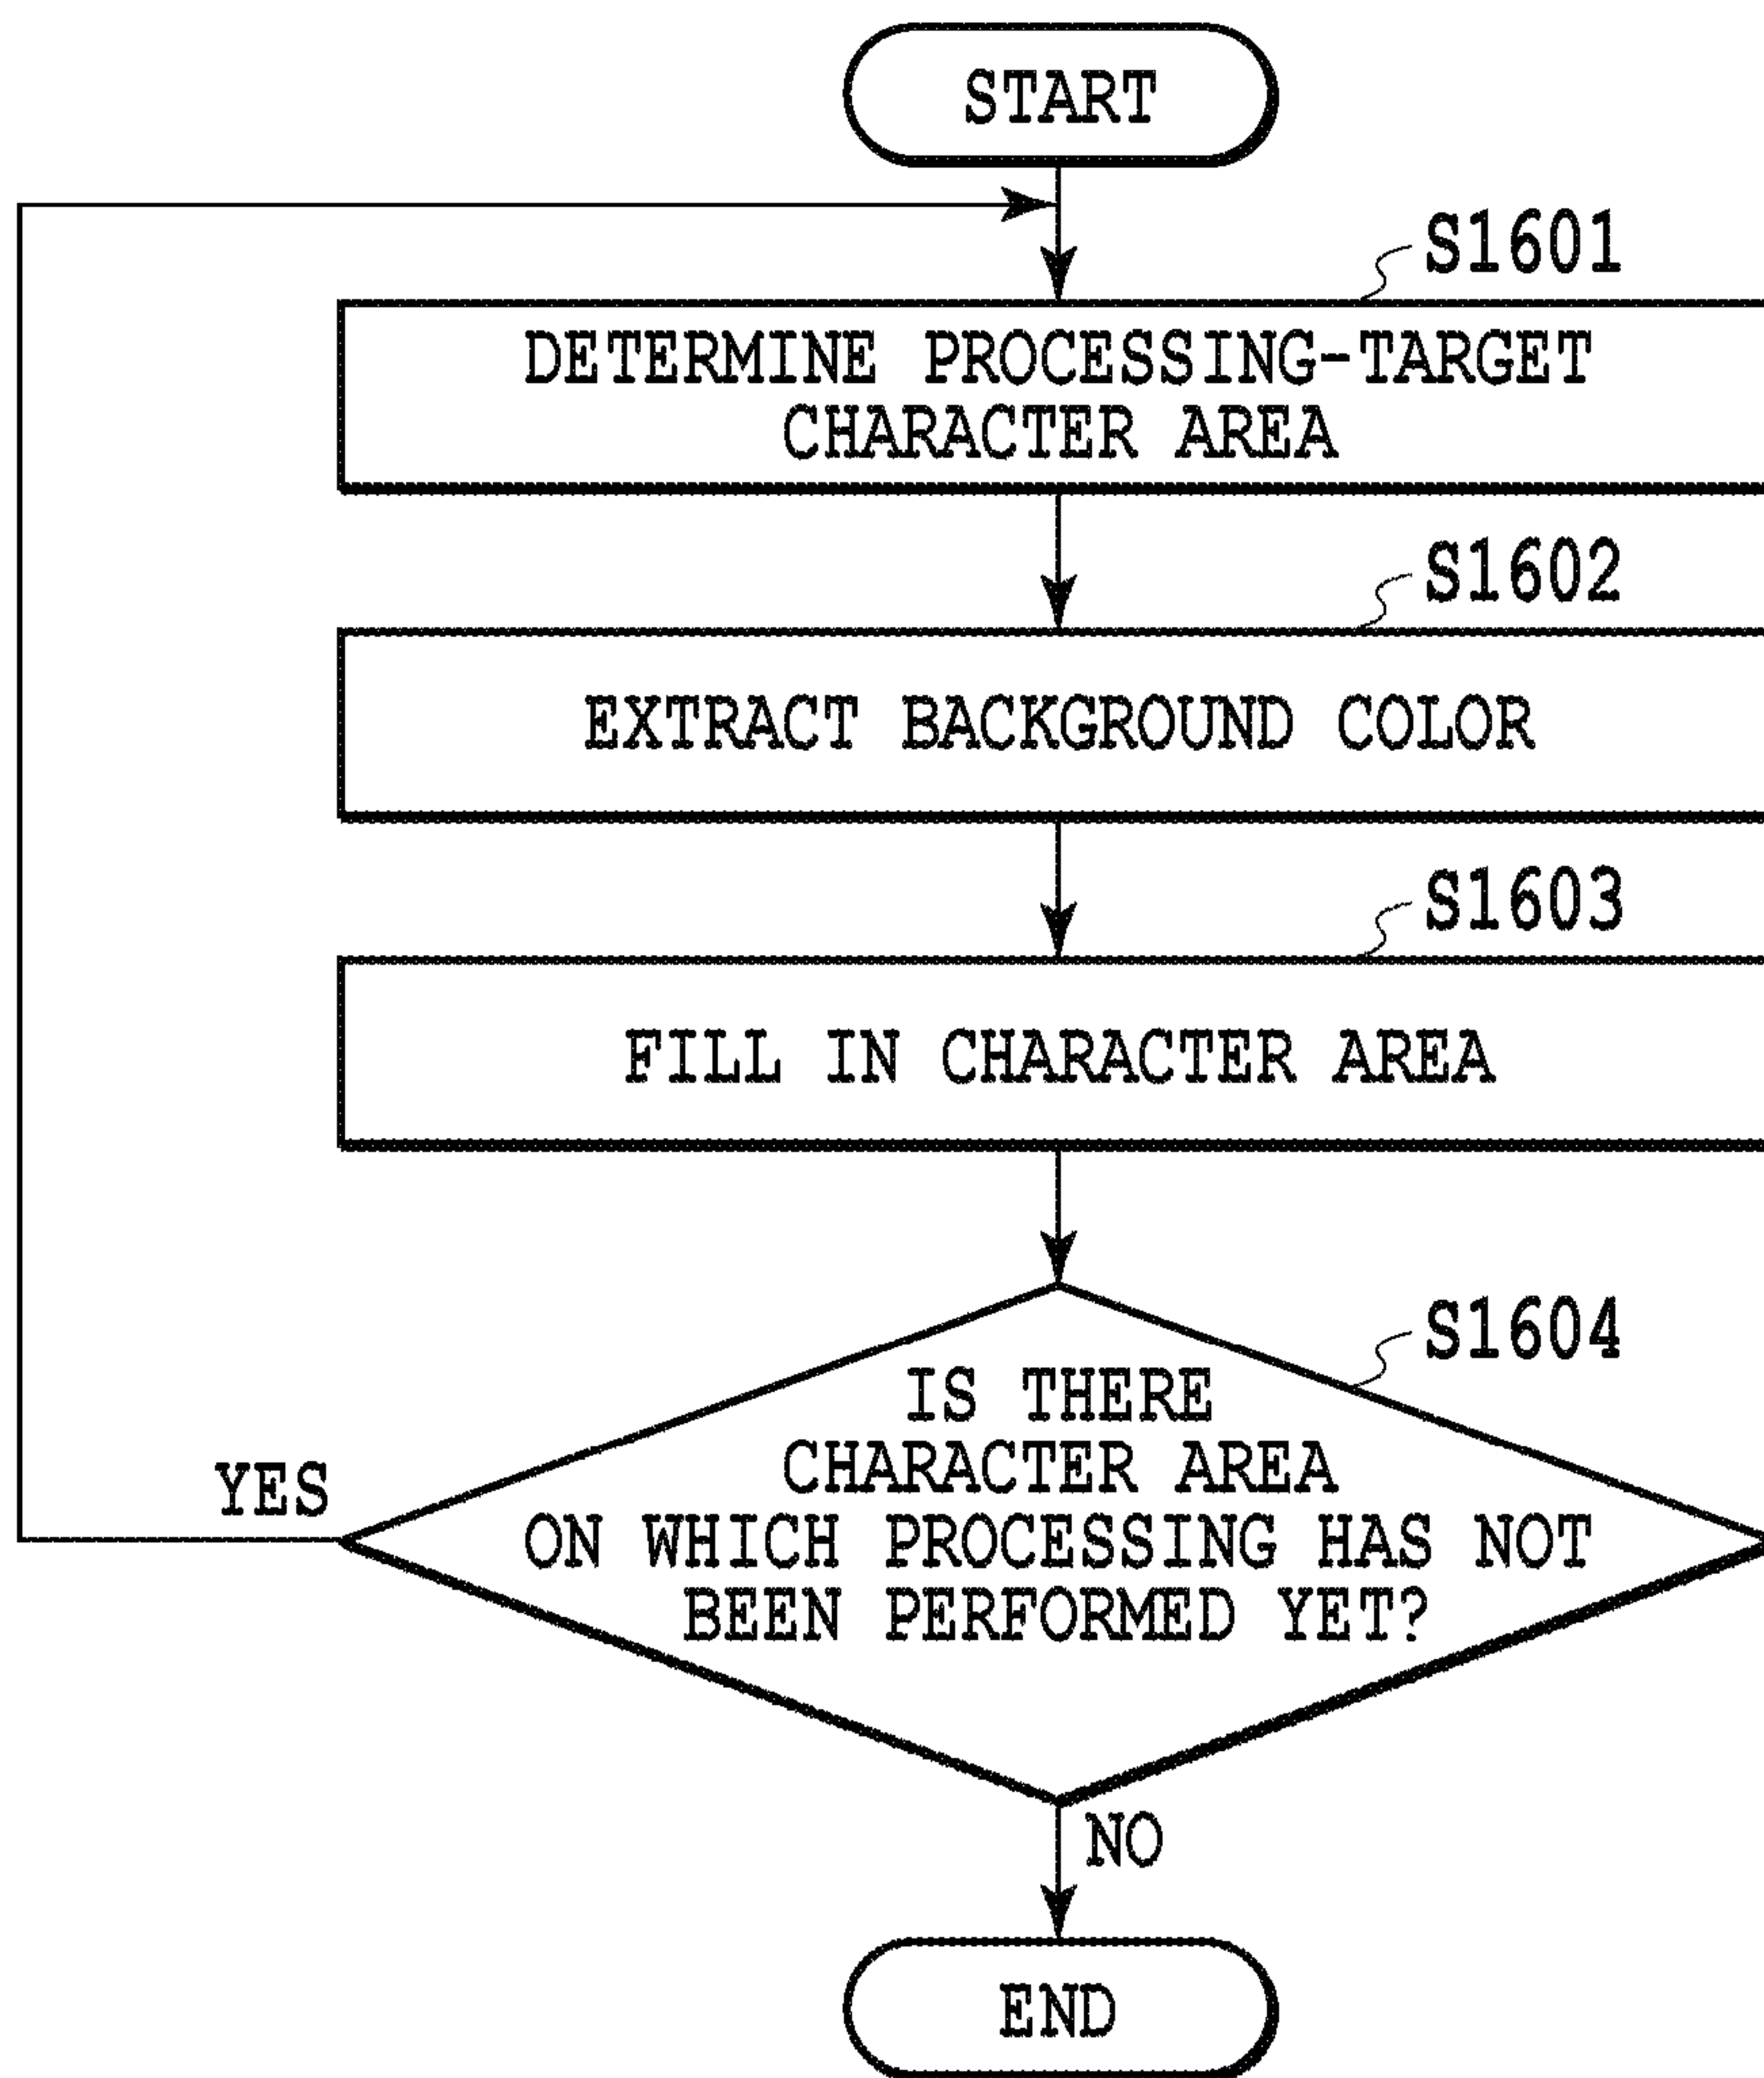 START
S1601
DETERMINE PROCESSING-TARGET
CHARACTER AREA
S1602
EXTRACT BACKGROUND COLOR
S1603
FILL IN CHARACTER AREA
S1604
IS THERE
CHARACTER AREA
ON WHICH PROCESSING HAS NOT
BEEN PERFORMED YET?
YES
NO
END